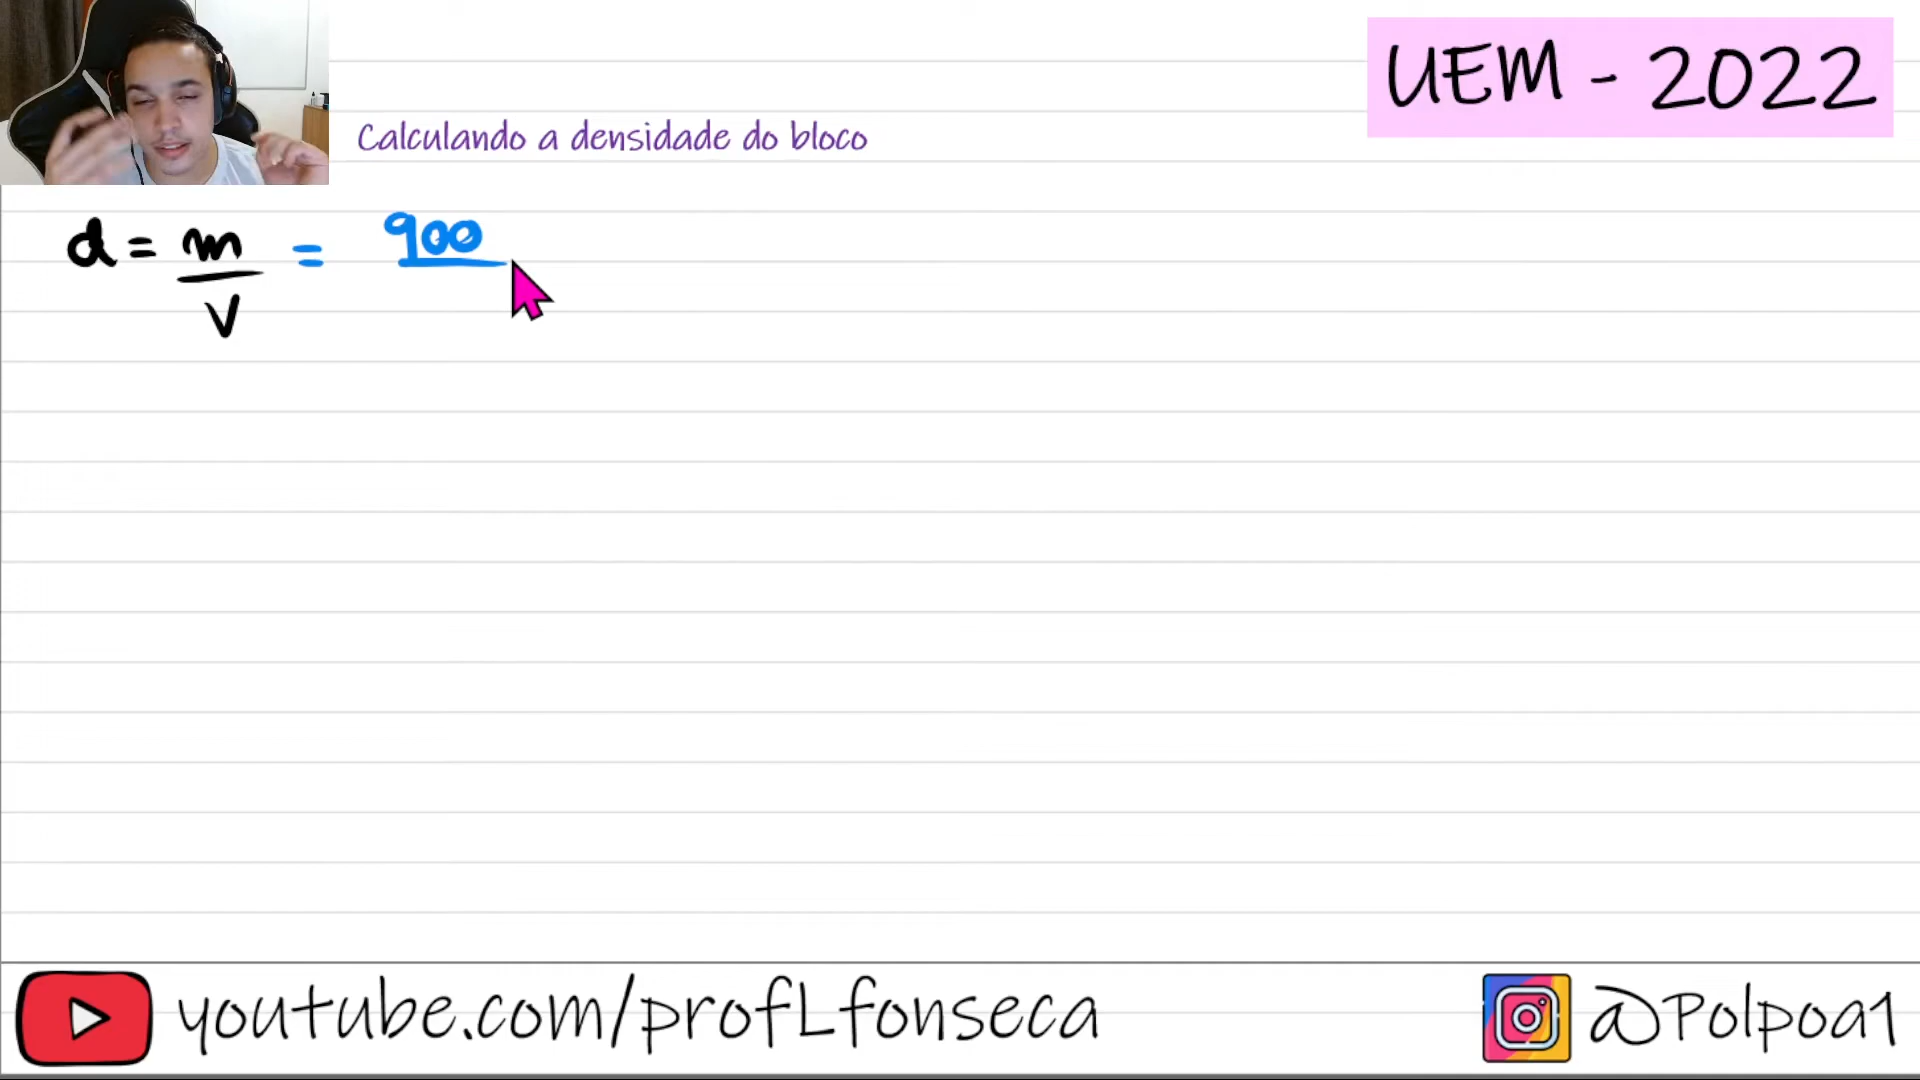 UEM - 2022
Calculando a densidade do bloco
d = m = 900
V
youtube.com/profLfonseca
@Polpoa1